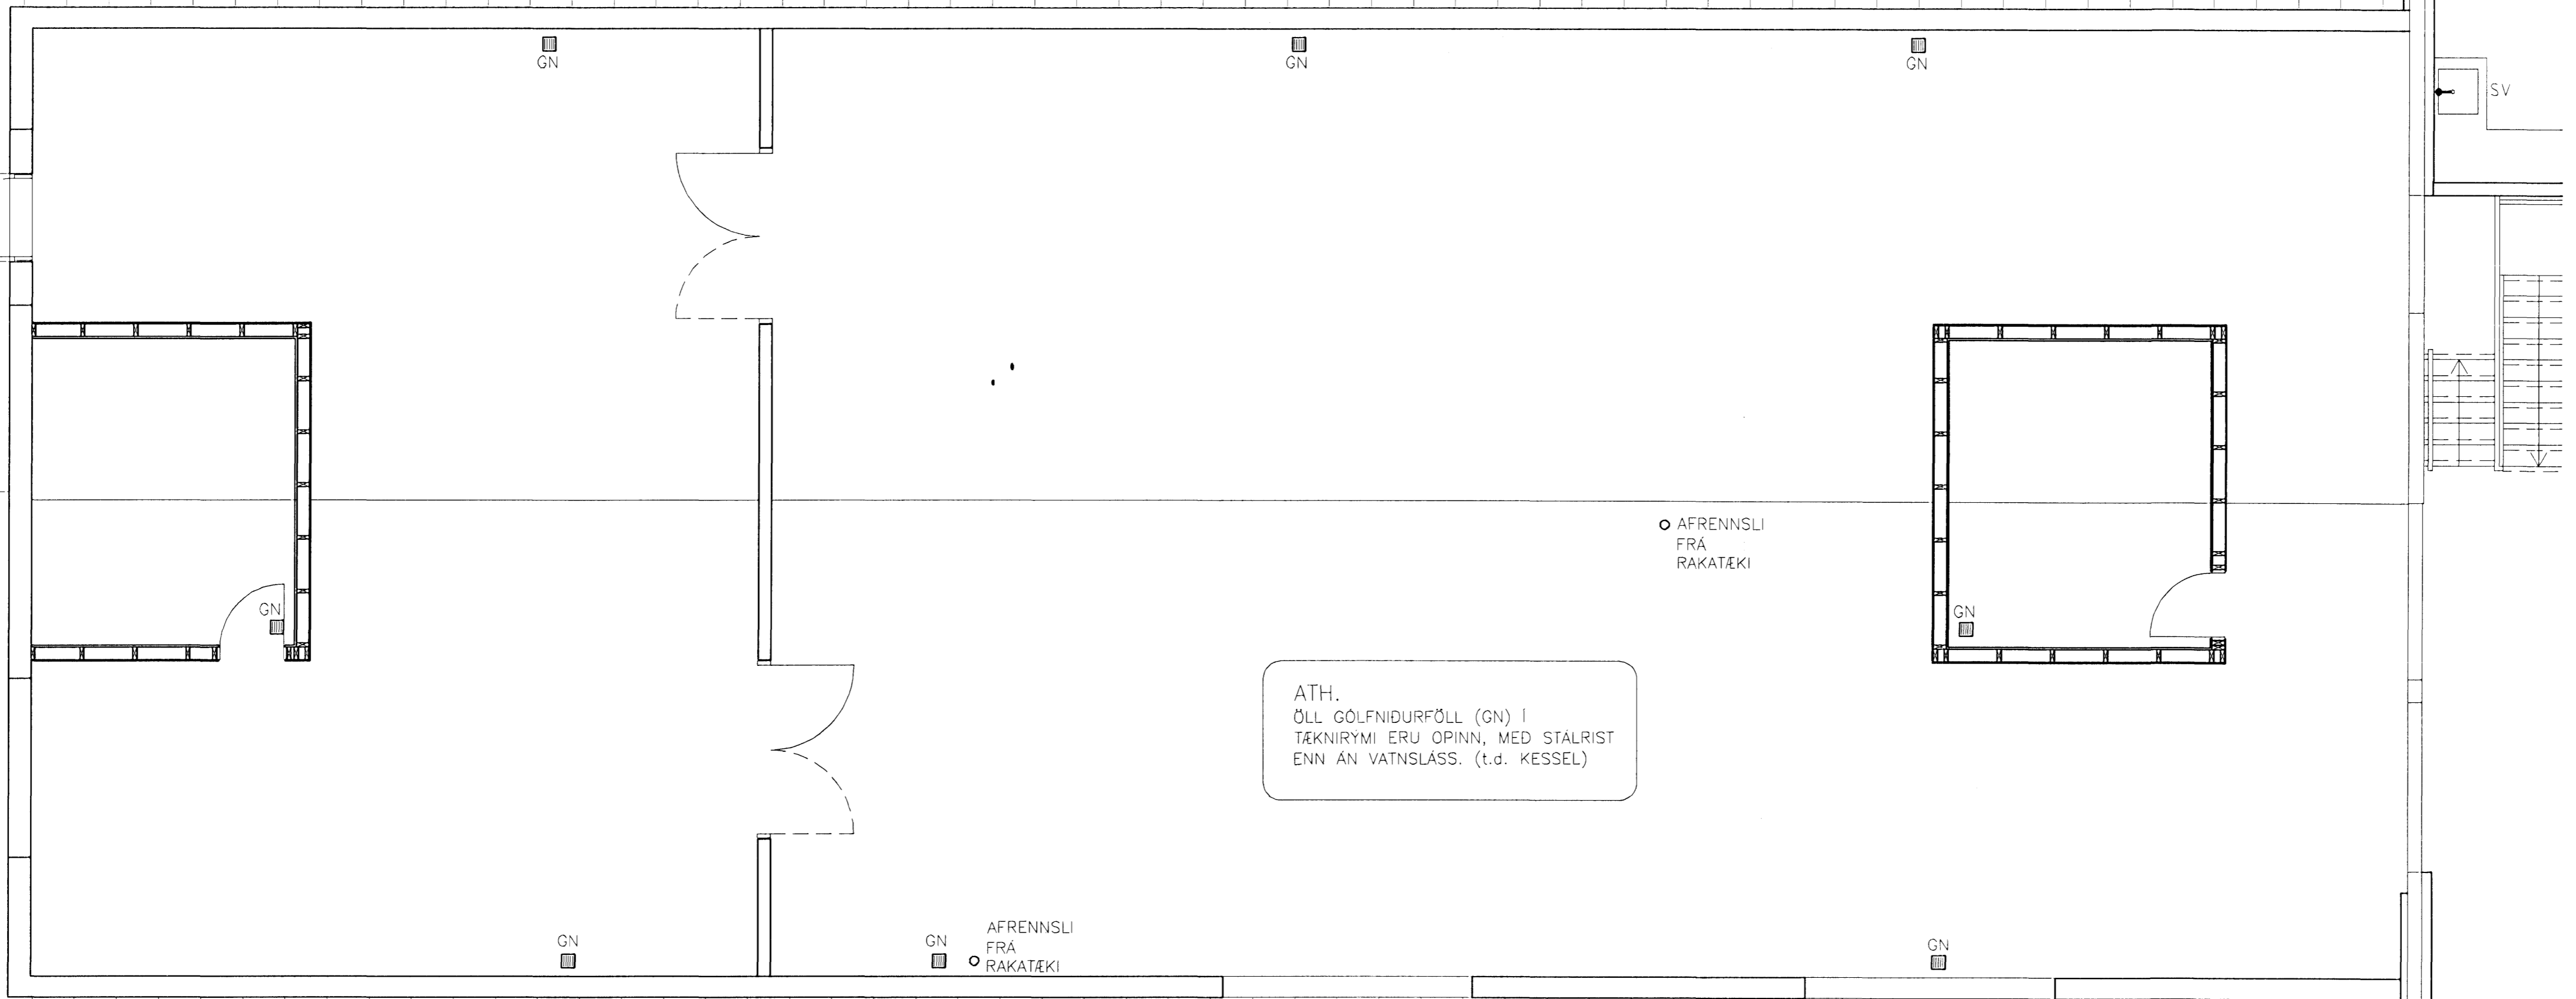 GN
GN
GN
SV
AFRENNSLI
FRÁ
RAKATÆKI
GN
GN
ATH.
ÖLL GÓLFNIÐURFÖLL (GN) Í
TÆKNIRÝMI ERU OPINN, MED STÁLRIST
ENN ÁN VATNSLÁSS. (t.d. KESSEL)
AFRENNSLI
FRÁ
RAKATÆKI
GN
GN
GN